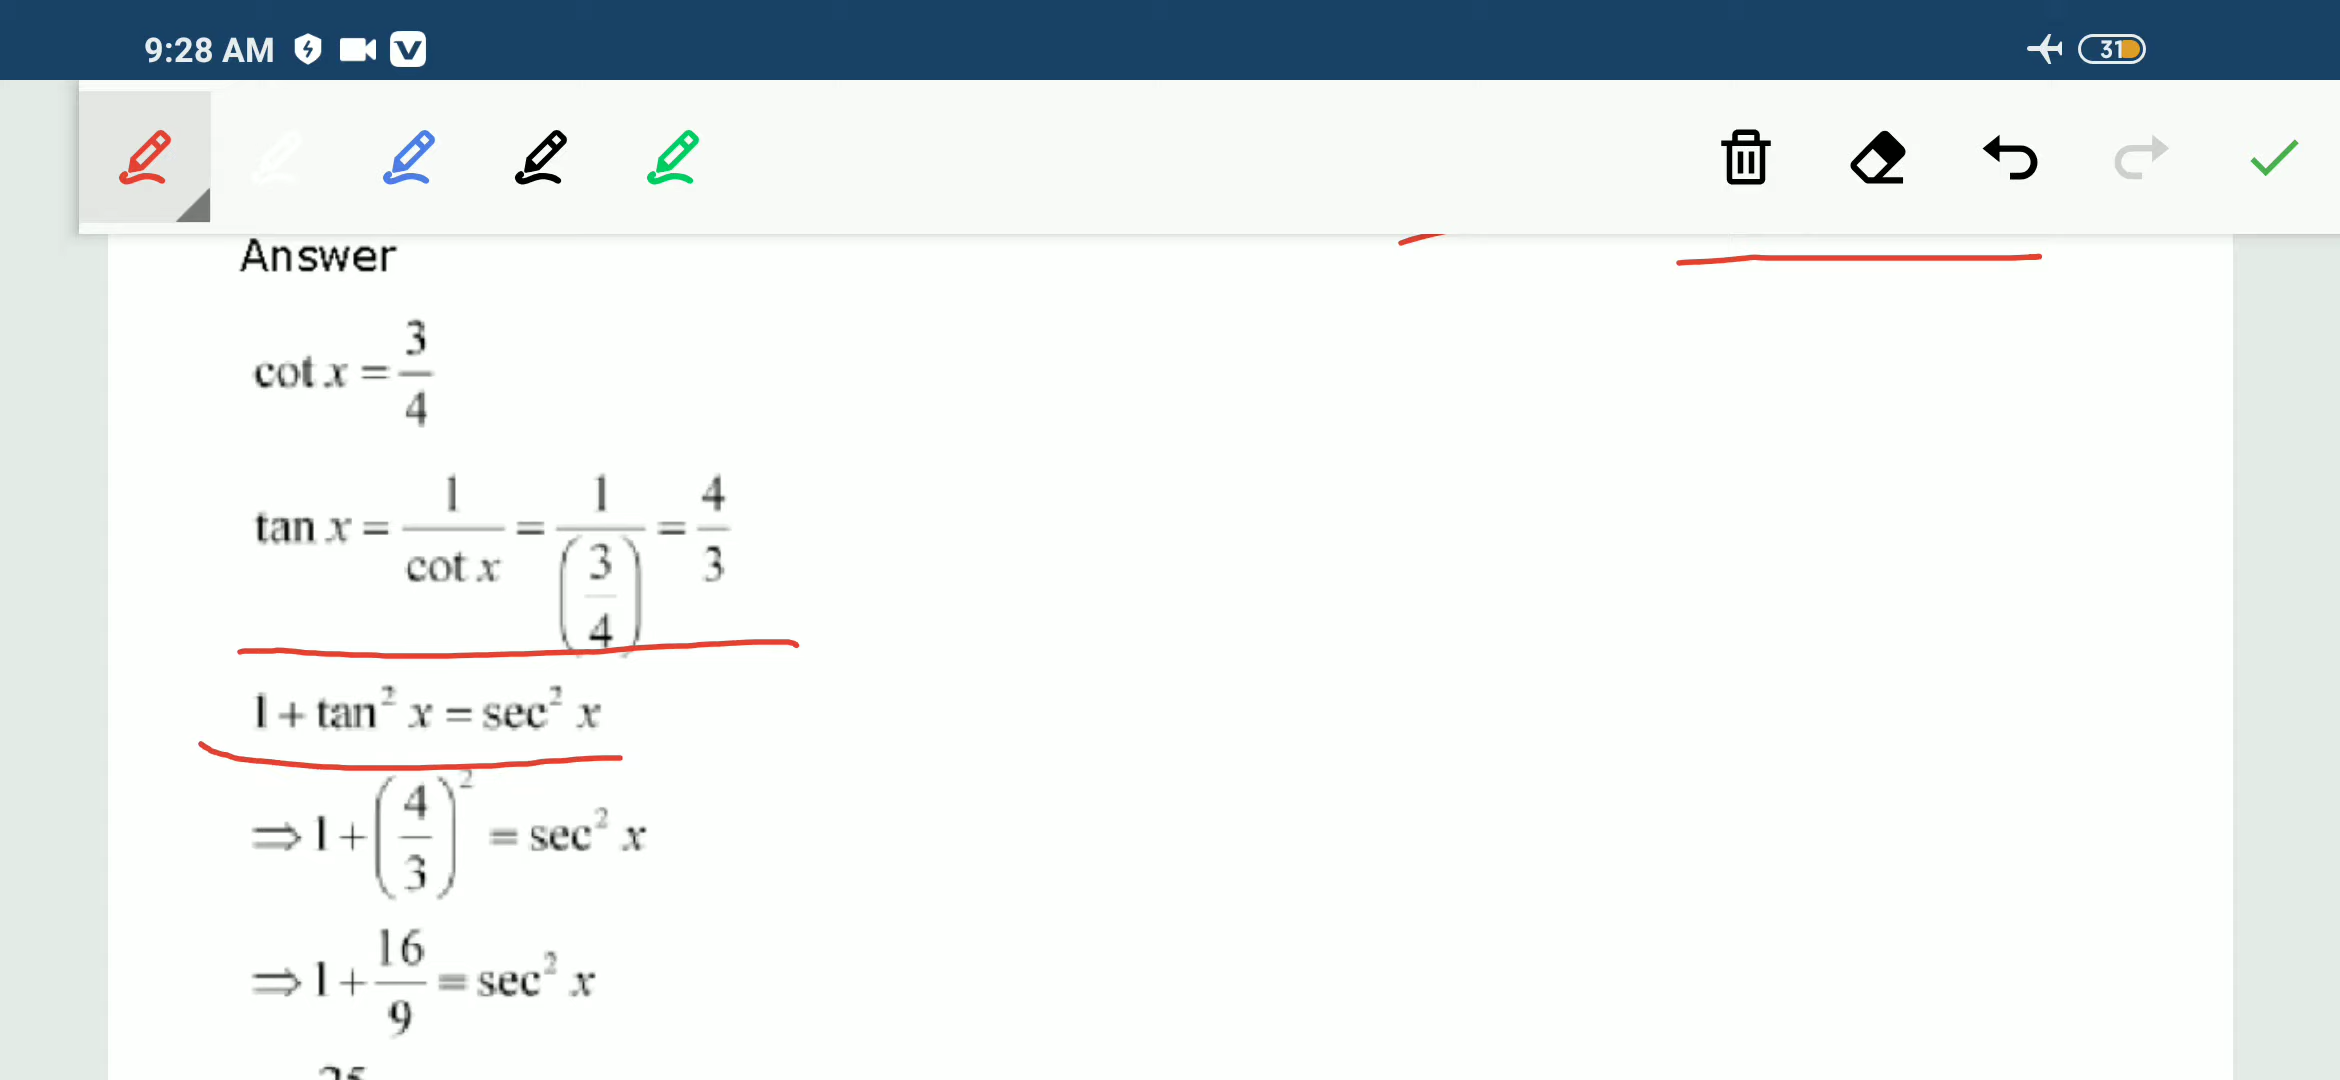 9:28 AM
31
Answer
cot x = 3/4
tan x = 1/cot x = 1/(3/4) = 4/3
1 + tan² x = sec² x
⇒ 1 + (4/3)² = sec² x
⇒ 1 + 16/9 = sec² x